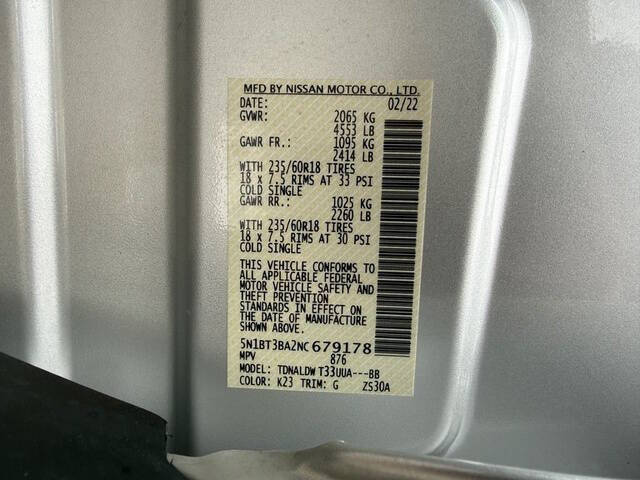 MFD BY NISSAN MOTOR CO., LTD.
DATE: 02/22
GVWR: 2065 KG
4553 LB
GAWR FR.: 1095 KG
2414 LB
WITH 235/60R18 TIRES
18 x 7.5 RIMS AT 33 PSI
COLD SINGLE
GAWR RR.: 1025 KG
2260 LB
WITH 235/60R18 TIRES
18 x 7.5 RIMS AT 30 PSI
COLD SINGLE
THIS VEHICLE CONFORMS TO
ALL APPLICABLE FEDERAL
MOTOR VEHICLE SAFETY AND
THEFT PREVENTION
STANDARDS IN EFFECT ON
THE DATE OF MANUFACTURE
SHOWN ABOVE.
5N1BT3BA2NC679178
MPV 876
MODEL: TDNALDW T33UUA---BB
COLOR: K23 TRIM: G ZS30A